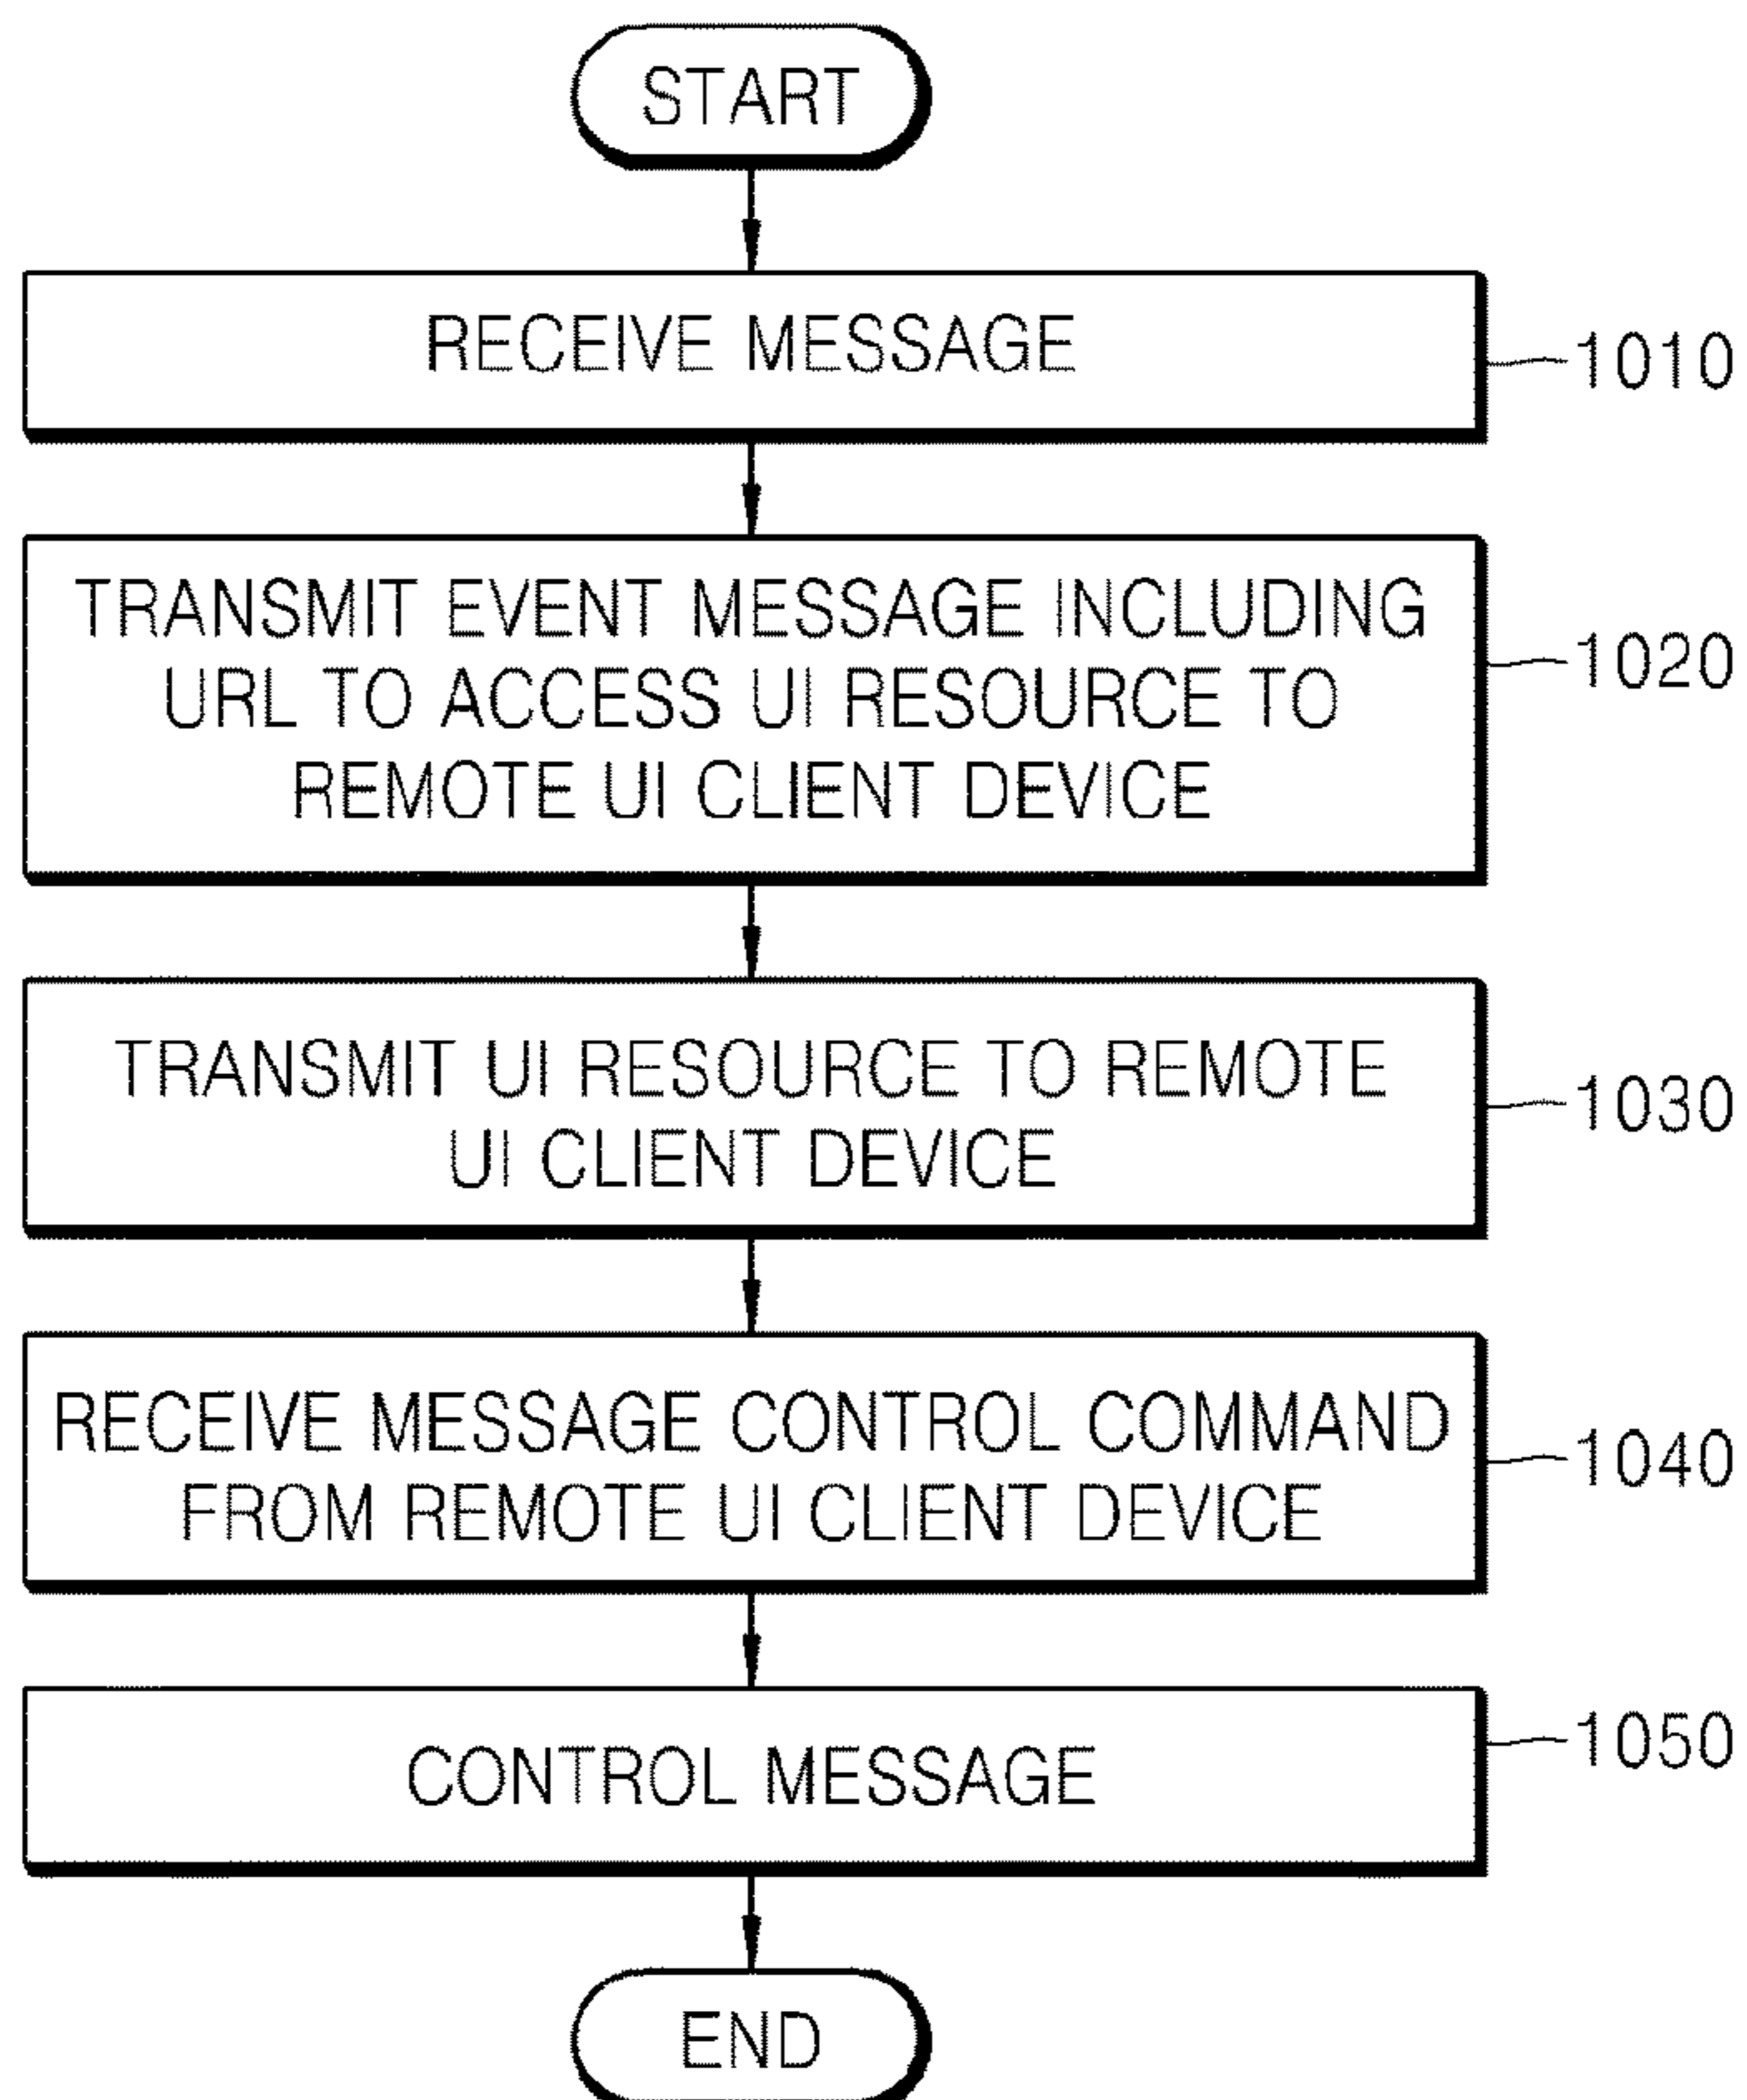 START
RECEIVE MESSAGE
1010
TRANSMIT EVENT MESSAGE INCLUDING
URL TO ACCESS UI RESOURCE TO
REMOTE UI CLIENT DEVICE
1020
TRANSMIT UI RESOURCE TO REMOTE
UI CLIENT DEVICE
1030
RECEIVE MESSAGE CONTROL COMMAND
FROM REMOTE UI CLIENT DEVICE
1040
CONTROL MESSAGE
1050
END